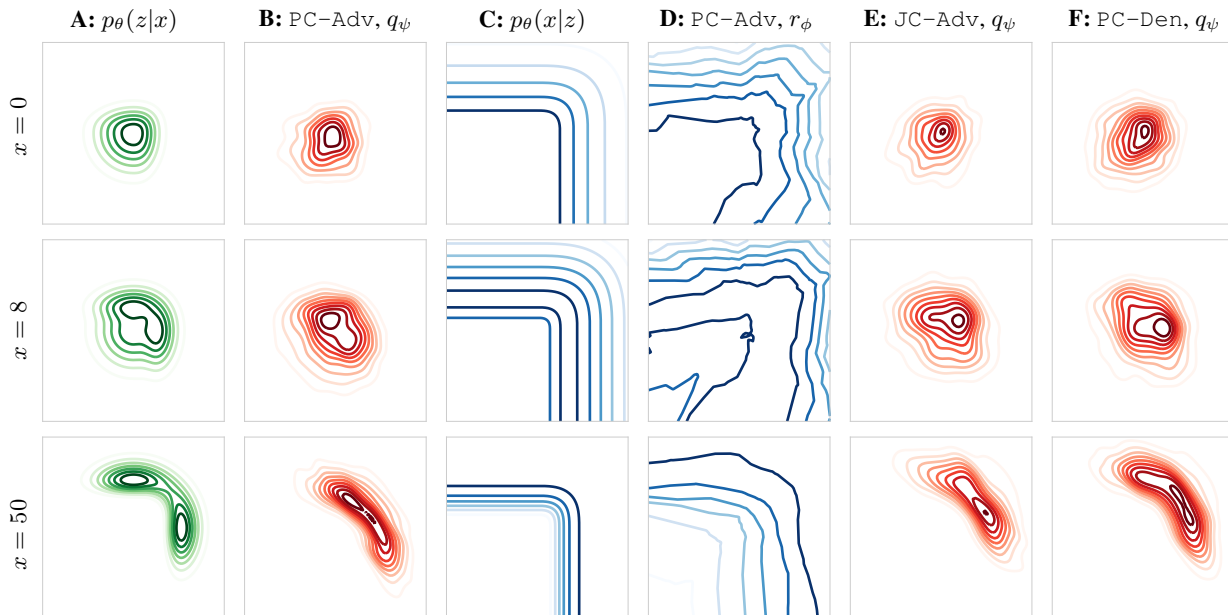 A: pθ(z|x)
B: PC-Adv, qψ
C: pθ(x|z)
D: PC-Adv, rϕ
E: JC-Adv, qψ
F: PC-Den, qψ
x = 0
x = 8
x = 50